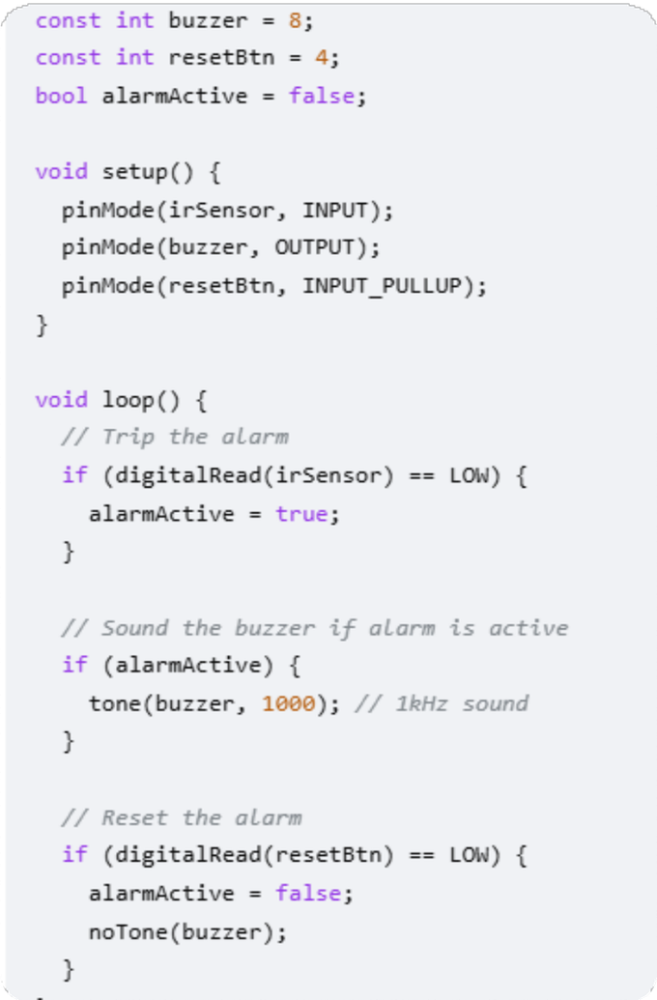 const int buzzer = 8;
const int resetBtn = 4;
bool alarmActive = false;

void setup() {
  pinMode(irSensor, INPUT);
  pinMode(buzzer, OUTPUT);
  pinMode(resetBtn, INPUT_PULLUP);
}

void loop() {
  // Trip the alarm
  if (digitalRead(irSensor) == LOW) {
    alarmActive = true;
  }

  // Sound the buzzer if alarm is active
  if (alarmActive) {
    tone(buzzer, 1000); // 1kHz sound
  }

  // Reset the alarm
  if (digitalRead(resetBtn) == LOW) {
    alarmActive = false;
    noTone(buzzer);
  }